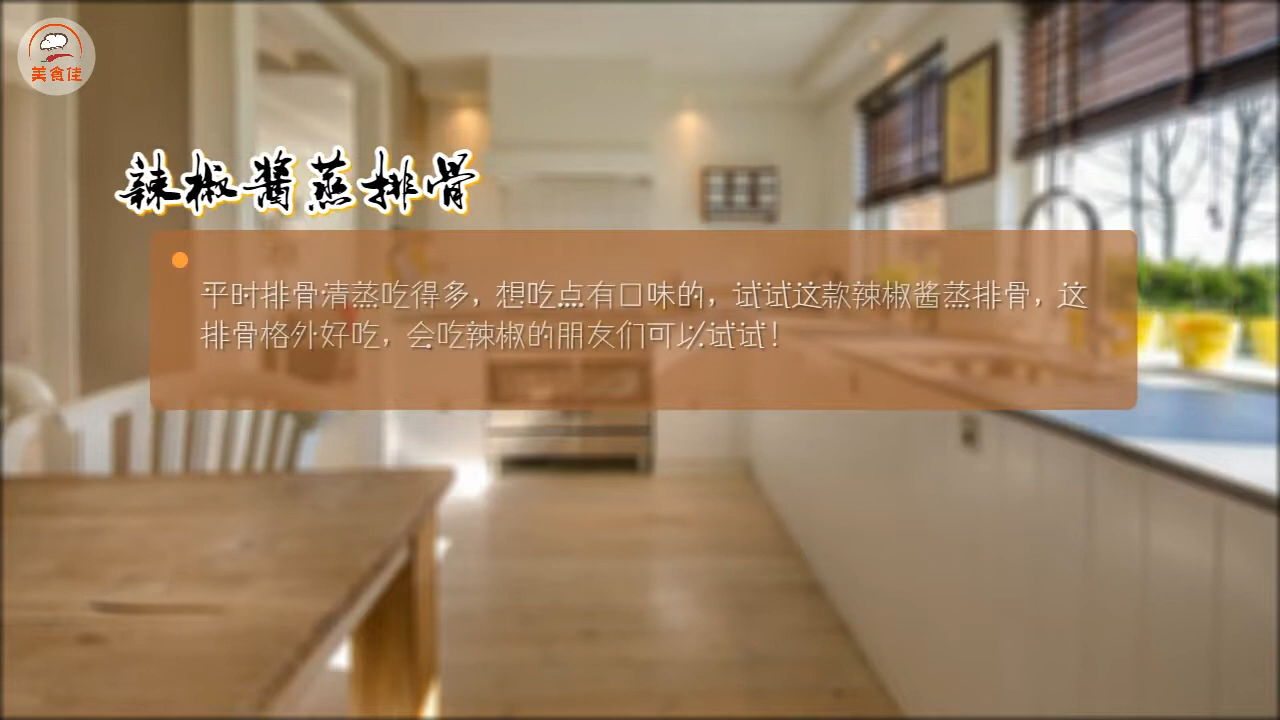 美食佳
辣椒酱蒸排骨
平时排骨清蒸吃得多，想吃点有口味的，试试这款辣椒酱蒸排骨，这
排骨格外好吃，会吃辣椒的朋友们可以试试！